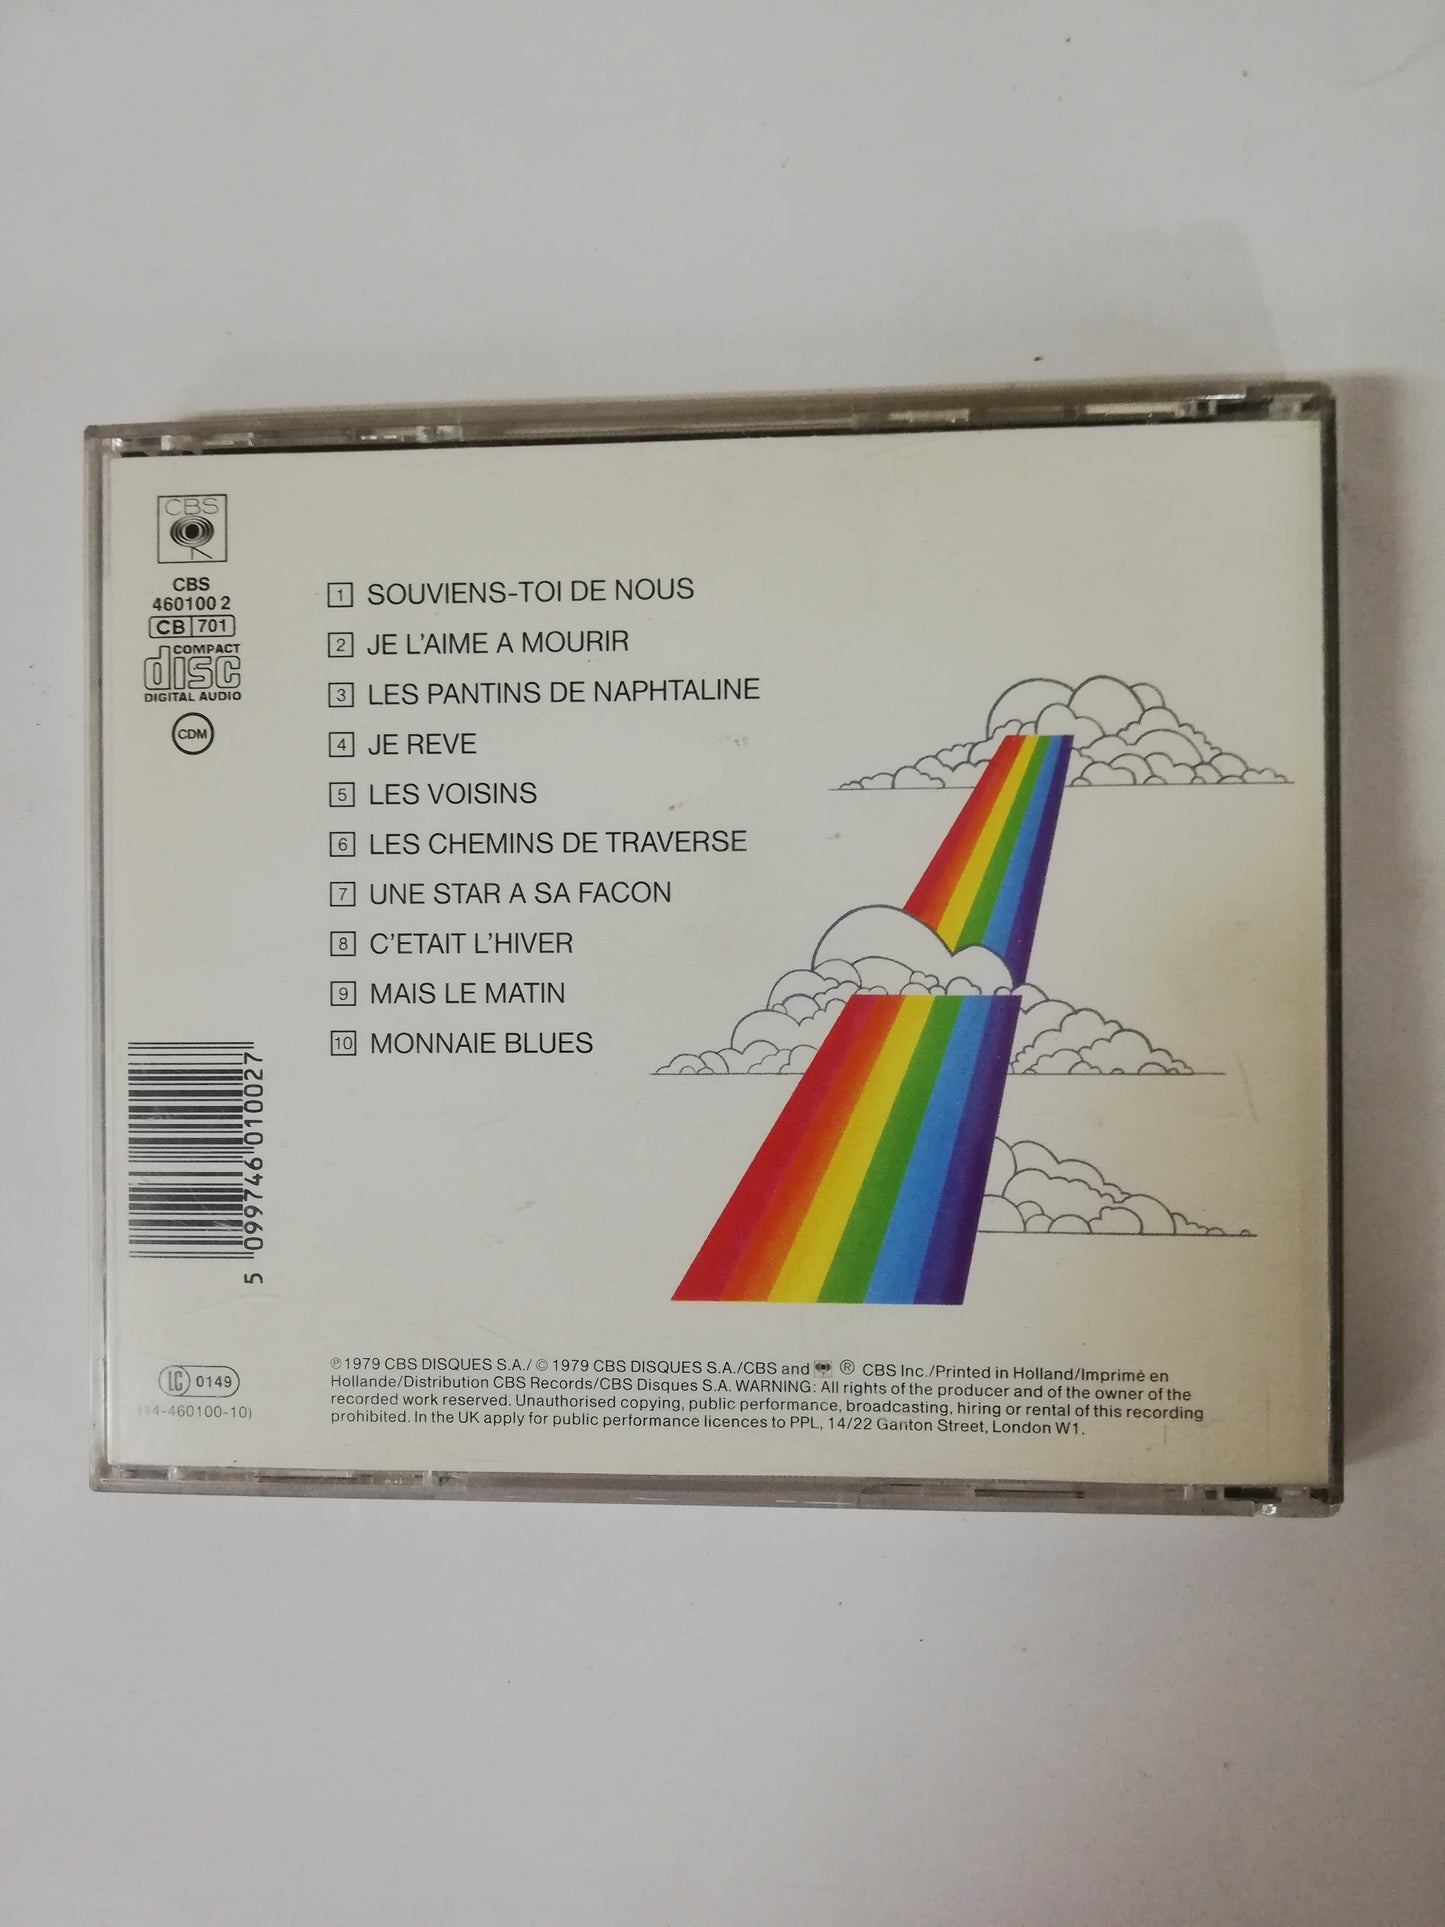 CBS
CBS
460100 2
CB 701
COMPACT
disc
DIGITAL AUDIO
CDM
1 SOUVIENS-TOI DE NOUS
2 JE L'AIME A MOURIR
3 LES PANTINS DE NAPHTALINE
4 JE REVE
5 LES VOISINS
6 LES CHEMINS DE TRAVERSE
7 UNE STAR A SA FACON
8 C'ETAIT L'HIVER
9 MAIS LE MATIN
10 MONNAIE BLUES
5 099746 010027
LC 0149
(14-460100-10)
℗ 1979 CBS DISQUES S.A./ © 1979 CBS DISQUES S.A./CBS and ® CBS Inc./Printed in Holland/Imprimé en
Hollande/Distribution CBS Records/CBS Disques S.A. WARNING: All rights of the producer and of the owner of the
recorded work reserved. Unauthorised copying, public performance, broadcasting, hiring or rental of this recording
prohibited. In the UK apply for public performance licences to PPL, 14/22 Ganton Street, London W1.